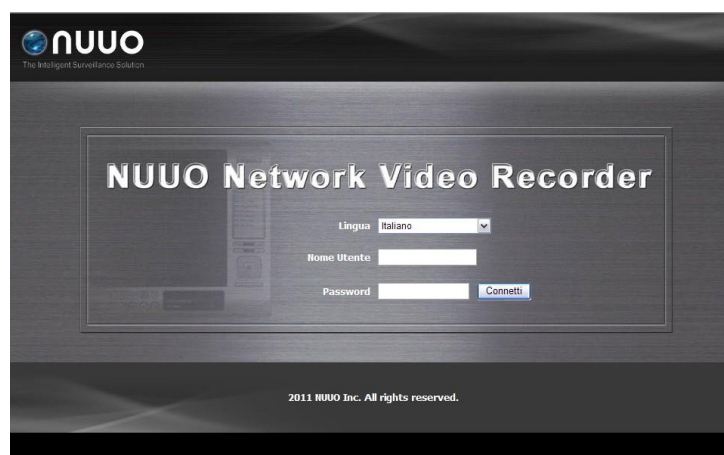 NUUO
The Intelligent Surveillance Solution
NUUO Network Video Recorder
Lingua Italiano
Nome Utente
Password Connetti
2011 NUUO Inc. All rights reserved.